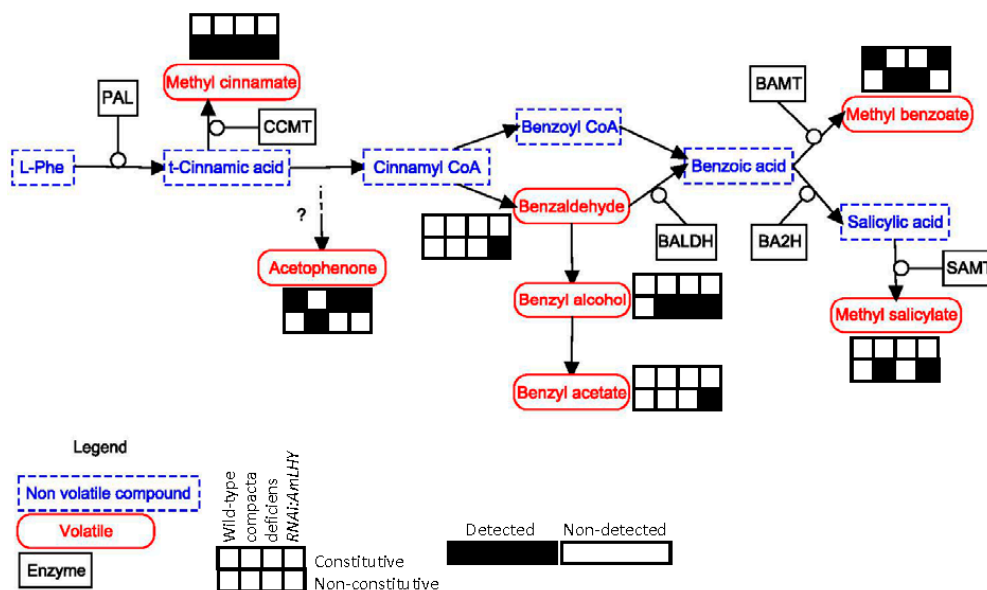 PAL
Methyl cinnamate
CCMT
L-Phe
t-Cinnamic acid
Cinnamyl CoA
Benzoyl CoA
Benzoic acid
BAMT
Methyl benzoate
?
Acetophenone
Benzaldehyde
BALDH
BA2H
Salicylic acid
SAMT
Benzyl alcohol
Methyl salicylate
Benzyl acetate
Legend
Non volatile compound
Volatile
Enzyme
Wild-type
compacta
deficiens
RNAi:AmLHY
Constitutive
Non-constitutive
Detected
Non-detected